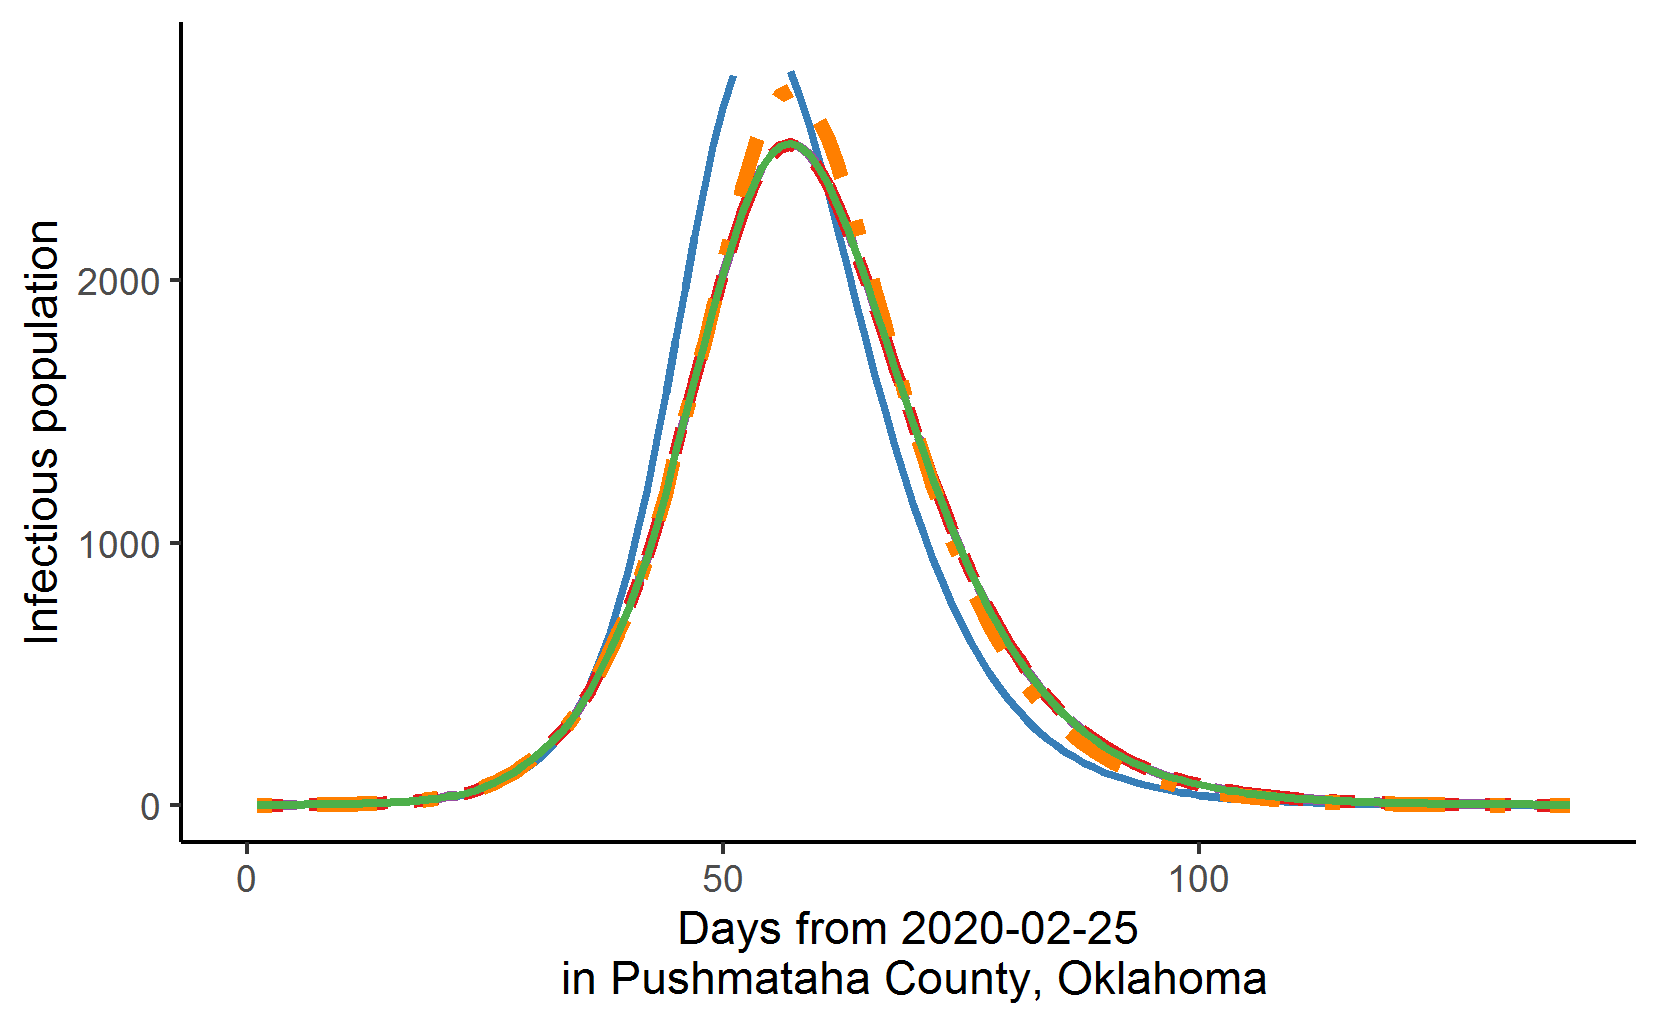 Infectious population
2000
1000
0
0 50 100
Days from 2020-02-25
in Pushmataha County, Oklahoma